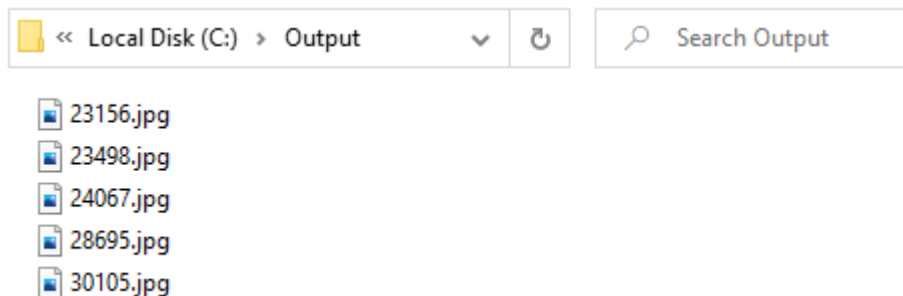 « Local Disk (C:) > Output
Search Output
23156.jpg
23498.jpg
24067.jpg
28695.jpg
30105.jpg